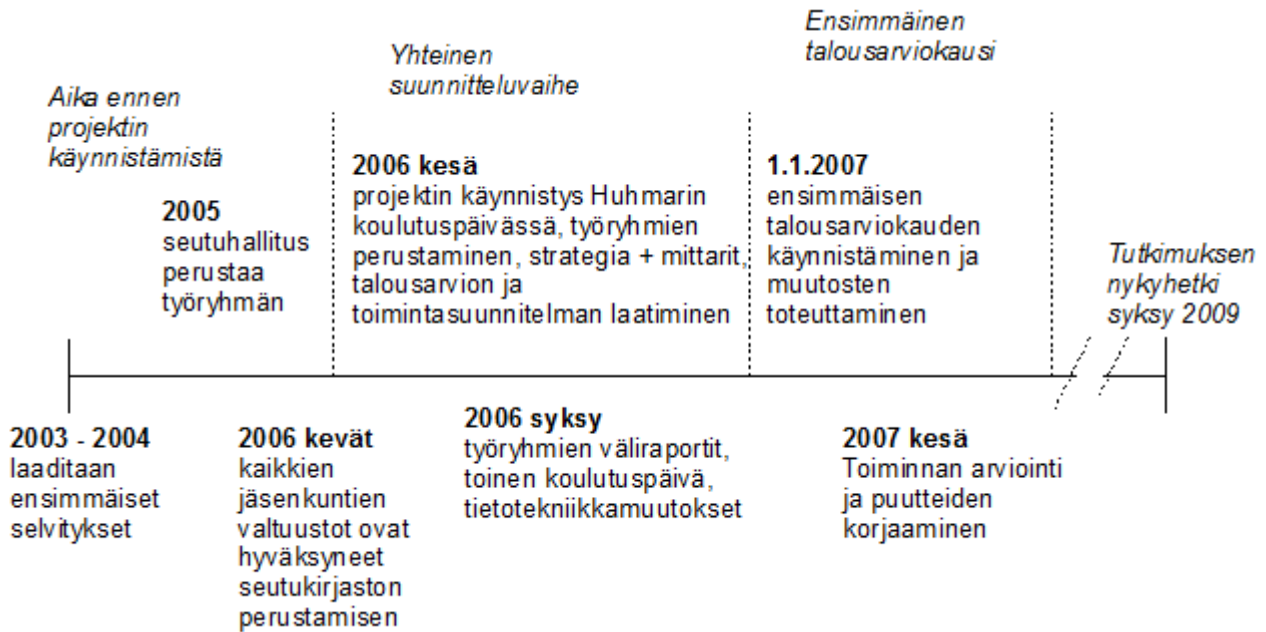 Aika ennen
projektin
käynnistämistä
Yhteinen
suunnitteluvaihe
Ensimmäinen
talousarviokausi
2005
seutuhallitus
perustaa
työryhmän
2006 kesä
projektin käynnistys Huhmarin
koulutuspäivässä, työryhmien
perustaminen, strategia + mittarit,
talousarvion ja
toimintasuunnitelman laatiminen
1.1.2007
ensimmäisen
talousarviokauden
käynnistäminen ja
muutosten
toteuttaminen
Tutkimuksen
nykyhetki
syksy 2009
2003 - 2004
laaditaan
ensimmäiset
selvitykset
2006 kevät
kaikkien
jäsenkuntien
valtuustot ovat
hyväksyneet
seutukirjaston
perustamisen
2006 syksy
työryhmien väliraportit,
toinen koulutuspäivä,
tietotekniikkamuutokset
2007 kesä
Toiminnan arviointi
ja puutteiden
korjaaminen